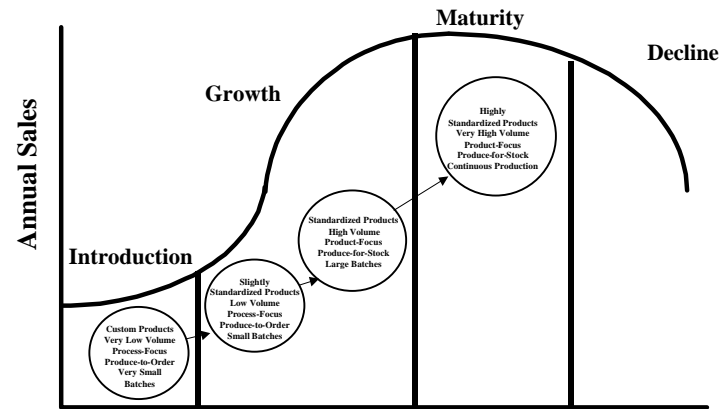 Maturity
Decline
Growth
Annual Sales
Introduction
Highly
Standardized Products
Very High Volume
Product-Focus
Produce-for-Stock
Continuous Production
Standardized Products
High Volume
Product-Focus
Produce-for-Stock
Large Batches
Slightly
Standardized Products
Low Volume
Process-Focus
Produce-to-Order
Small Batches
Custom Products
Very Low Volume
Process-Focus
Produce-to-Order
Very Small
Batches